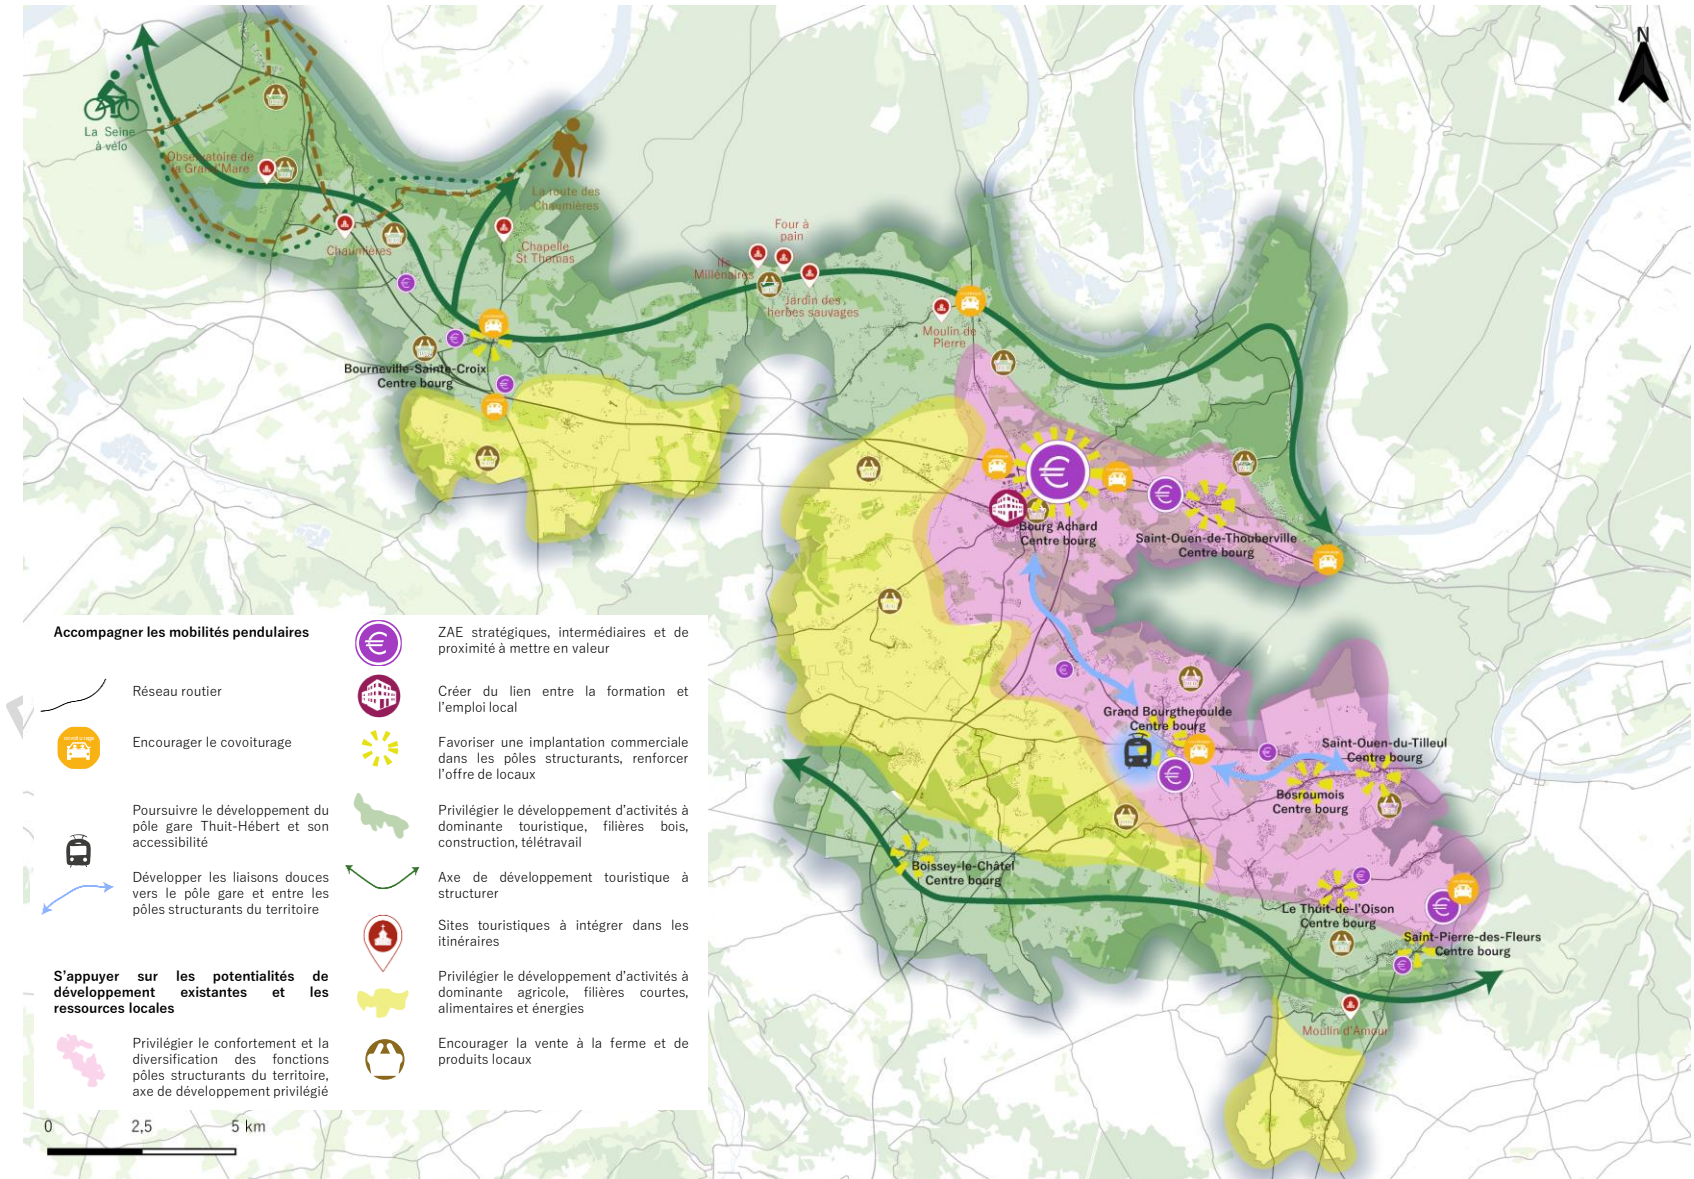 N
La Seine
à vélo
Observatoire de
la Grand'Mare
La route des
Chaumières
Chaumières
Chapelle
St Thomas
Four à
pain
Ifs
Millénaires
Jardin des
herbes sauvages
Moulin de
Pierre
Bourneville-Sainte-Croix
Centre bourg
Bourg Achard
Centre bourg
Saint-Ouen-de-Thouberville
Centre bourg
Grand Bourgtheroulde
Centre bourg
Saint-Ouen-du-Tilleul
Centre bourg
Bosroumois
Centre bourg
Boissey-le-Châtel
Centre bourg
Le Thuit-de-l'Oison
Centre bourg
Saint-Pierre-des-Fleurs
Centre bourg
Moulin d'Amour
Accompagner les mobilités pendulaires
Réseau routier
Encourager le covoiturage
Poursuivre le développement du
pôle gare Thuit-Hébert et son
accessibilité
Développer les liaisons douces
vers le pôle gare et entre les
pôles structurants du territoire
S'appuyer sur les potentialités de
développement existantes et les
ressources locales
Privilégier le confortement et la
diversification des fonctions
pôles structurants du territoire,
axe de développement privilégié
ZAE stratégiques, intermédiaires et de
proximité à mettre en valeur
Créer du lien entre la formation et
l'emploi local
Favoriser une implantation commerciale
dans les pôles structurants, renforcer
l'offre de locaux
Privilégier le développement d'activités à
dominante touristique, filières bois,
construction, télétravail
Axe de développement touristique à
structurer
Sites touristiques à intégrer dans les
itinéraires
Privilégier le développement d'activités à
dominante agricole, filières courtes,
alimentaires et énergies
Encourager la vente à la ferme et de
produits locaux
0 2,5 5 km